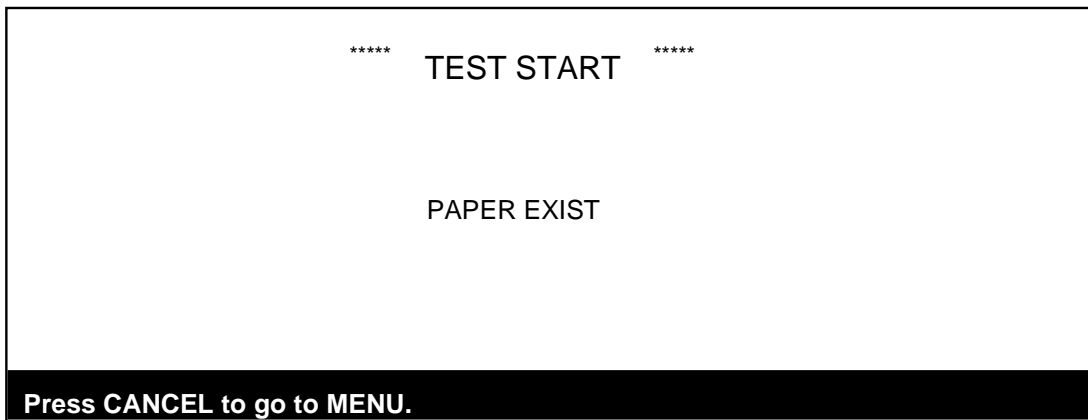 ***** TEST START *****
PAPER EXIST
Press CANCEL to go to MENU.